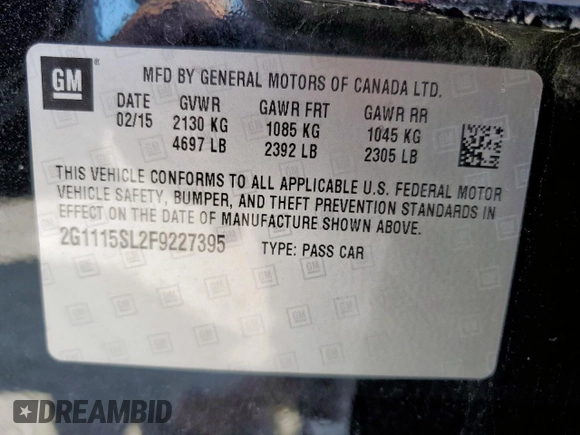 GM ®
MFD BY GENERAL MOTORS OF CANADA LTD.
DATE GVWR GAWR FRT GAWR RR
02/15 2130 KG 1085 KG 1045 KG
4697 LB 2392 LB 2305 LB
THIS VEHICLE CONFORMS TO ALL APPLICABLE U.S. FEDERAL MOTOR
VEHICLE SAFETY, BUMPER, AND THEFT PREVENTION STANDARDS IN
EFFECT ON THE DATE OF MANUFACTURE SHOWN ABOVE.
2G1115SL2F9227395 TYPE: PASS CAR
DREAMBID